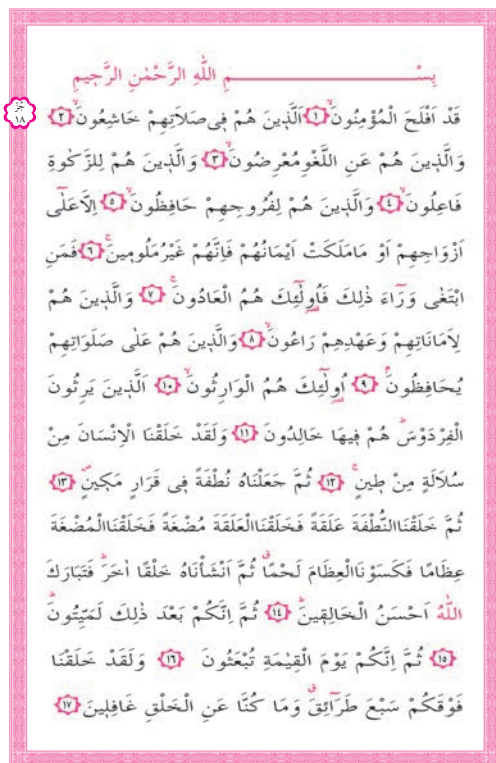 بِسْمِ اللّٰهِ الرَّحْمٰنِ الرَّحٖيمِ
جُزْ ١٨
قَدْ اَفْلَحَ الْمُؤْمِنُونَۙ ﴿١﴾ اَلَّذٖينَ هُمْ فٖى صَلَاتِهِمْ خَاشِعُونَۙ ﴿٢﴾
وَالَّذٖينَ هُمْ عَنِ اللَّغْوِ مُعْرِضُونَۙ ﴿٣﴾ وَالَّذٖينَ هُمْ لِلزَّكٰوةِ
فَاعِلُونَۙ ﴿٤﴾ وَالَّذٖينَ هُمْ لِفُرُوجِهِمْ حَافِظُونَۙ ﴿٥﴾ اِلَّا عَلٰٓى
اَزْوَاجِهِمْ اَوْ مَا مَلَكَتْ اَيْمَانُهُمْ فَاِنَّهُمْ غَيْرُ مَلُومٖينَۚ ﴿٦﴾ فَمَنِ
ابْتَغٰى وَرَٓاءَ ذٰلِكَ فَاُولٰٓئِكَ هُمُ الْعَادُونَۚ ﴿٧﴾ وَالَّذٖينَ هُمْ
لِاَمَانَاتِهِمْ وَعَهْدِهِمْ رَاعُونَۙ ﴿٨﴾ وَالَّذٖينَ هُمْ عَلٰى صَلَوَاتِهِمْ
يُحَافِظُونَۢ ﴿٩﴾ اُولٰٓئِكَ هُمُ الْوَارِثُونَۙ ﴿١٠﴾ اَلَّذٖينَ يَرِثُونَ
الْفِرْدَوْسَؕ هُمْ فٖيهَا خَالِدُونَ ﴿١١﴾ وَلَقَدْ خَلَقْنَا الْاِنْسَانَ مِنْ
سُلَالَةٍ مِنْ طٖينٍۚ ﴿١٢﴾ ثُمَّ جَعَلْنَاهُ نُطْفَةً فٖى قَرَارٍ مَكٖينٍ ﴿١٣﴾
ثُمَّ خَلَقْنَا النُّطْفَةَ عَلَقَةً فَخَلَقْنَا الْعَلَقَةَ مُضْغَةً فَخَلَقْنَا الْمُضْغَةَ
عِظَامًا فَكَسَوْنَا الْعِظَامَ لَحْمًا ثُمَّ اَنْشَأْنَاهُ خَلْقًا اٰخَرَؕ فَتَبَارَكَ
اللّٰهُ اَحْسَنُ الْخَالِقٖينَؕ ﴿١٤﴾ ثُمَّ اِنَّكُمْ بَعْدَ ذٰلِكَ لَمَيِّتُونَؕ
﴿١٥﴾ ثُمَّ اِنَّكُمْ يَوْمَ الْقِيٰمَةِ تُبْعَثُونَ ﴿١٦﴾ وَلَقَدْ خَلَقْنَا
فَوْقَكُمْ سَبْعَ طَرَٓائِقَ وَمَا كُنَّا عَنِ الْخَلْقِ غَافِلٖينَ ﴿١٧﴾